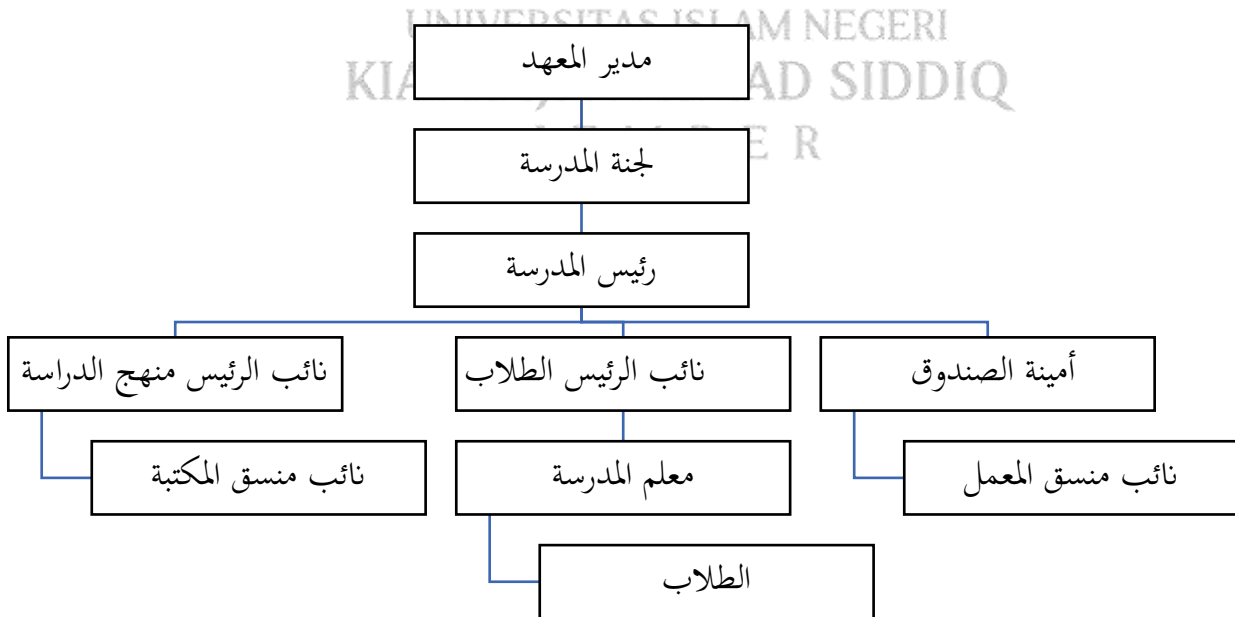 UNIVERSITAS ISLAM NEGERI
SIDDIQ
مدير المعهد
لجنة المدرسة
رئيس المدرسة
أمينة الصندوق
نائب الرئيس الطلاب
نائب الرئيس منهج الدراسة
نائب منسق المعمل
معلم المدرسة
نائب منسق المكتبة
الطلاب